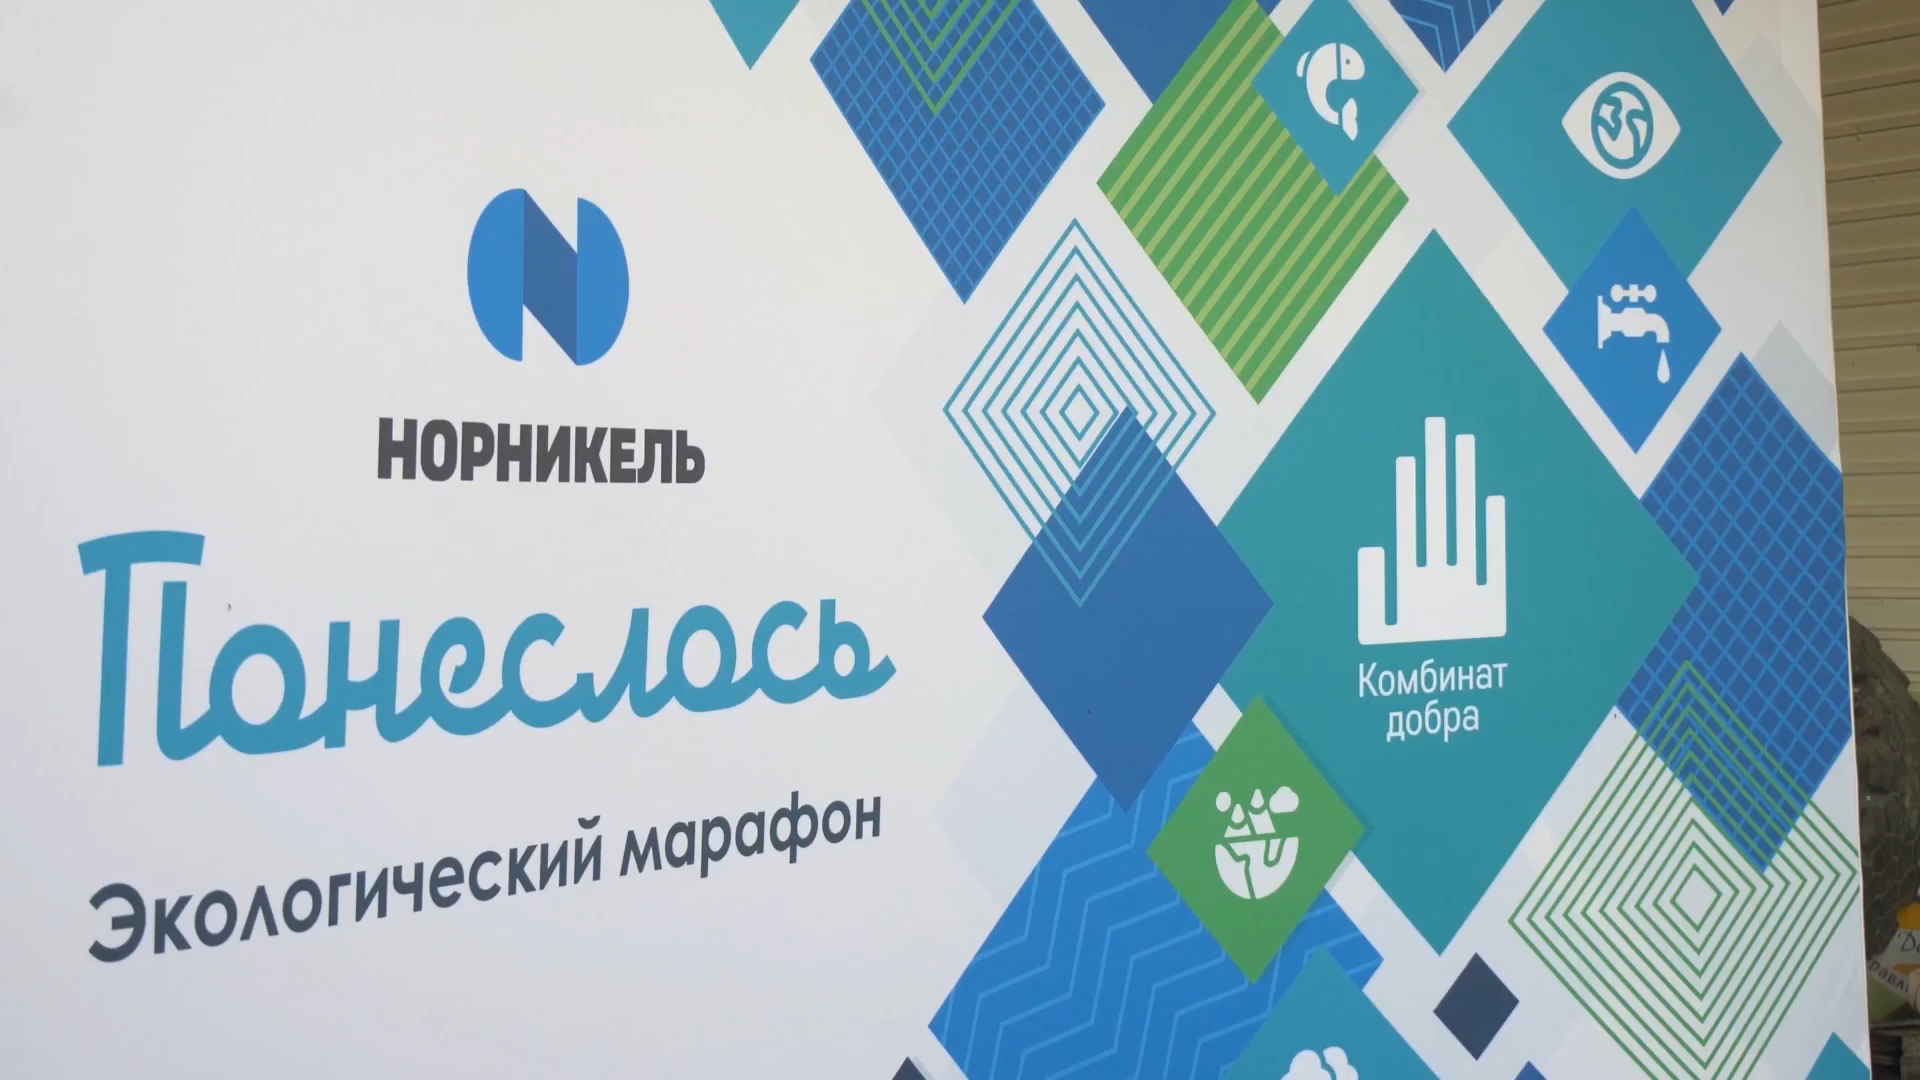 НОРНИКЕЛЬ
Понеслось
Экологический марафон
Комбинат
добра